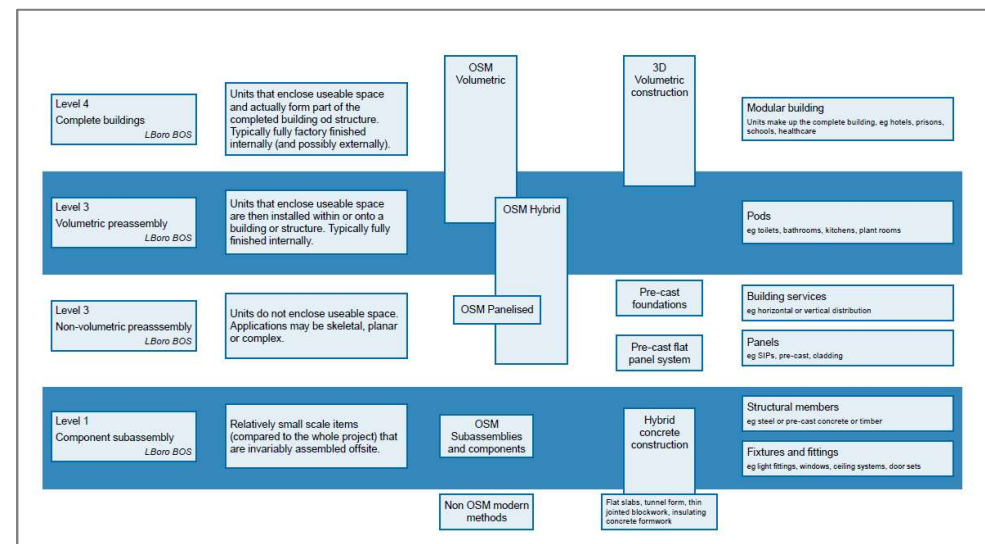 OSM
Volumetric
3D
Volumetric
construction
Level 4
Complete buildings
LBoro BOS
Units that enclose useable space
and actually form part of the
completed building od structure.
Typically fully factory finished
internally (and possibly externally).
Modular building
Units make up the complete building, eg hotels, prisons,
schools, healthcare
Level 3
Volumetric preassembly
LBoro BOS
Units that enclose useable space
are then installed within or onto a
building or structure. Typically fully
finished internally.
OSM Hybrid
Pods
eg toilets, bathrooms, kitchens, plant rooms
Level 3
Non-volumetric preasssembly
LBoro BOS
Units do not enclose useable space.
Applications may be skeletal, planar
or complex.
OSM Panelised
Pre-cast
foundations
Pre-cast flat
panel system
Building services
eg horizontal or vertical distribution
Panels
eg SIPs, pre-cast, cladding
Level 1
Component subassembly
LBoro BOS
Relatively small scale items
(compared to the whole project) that
are invariably assembled offsite.
OSM
Subassemblies
and components
Hybrid
concrete
construction
Structural members
eg steel or pre-cast concrete or timber
Fixtures and fittings
eg light fittings, windows, ceiling systems, door sets
Non OSM modern
methods
Flat slabs, tunnel form, thin
jointed blockwork, insulating
concrete formwork